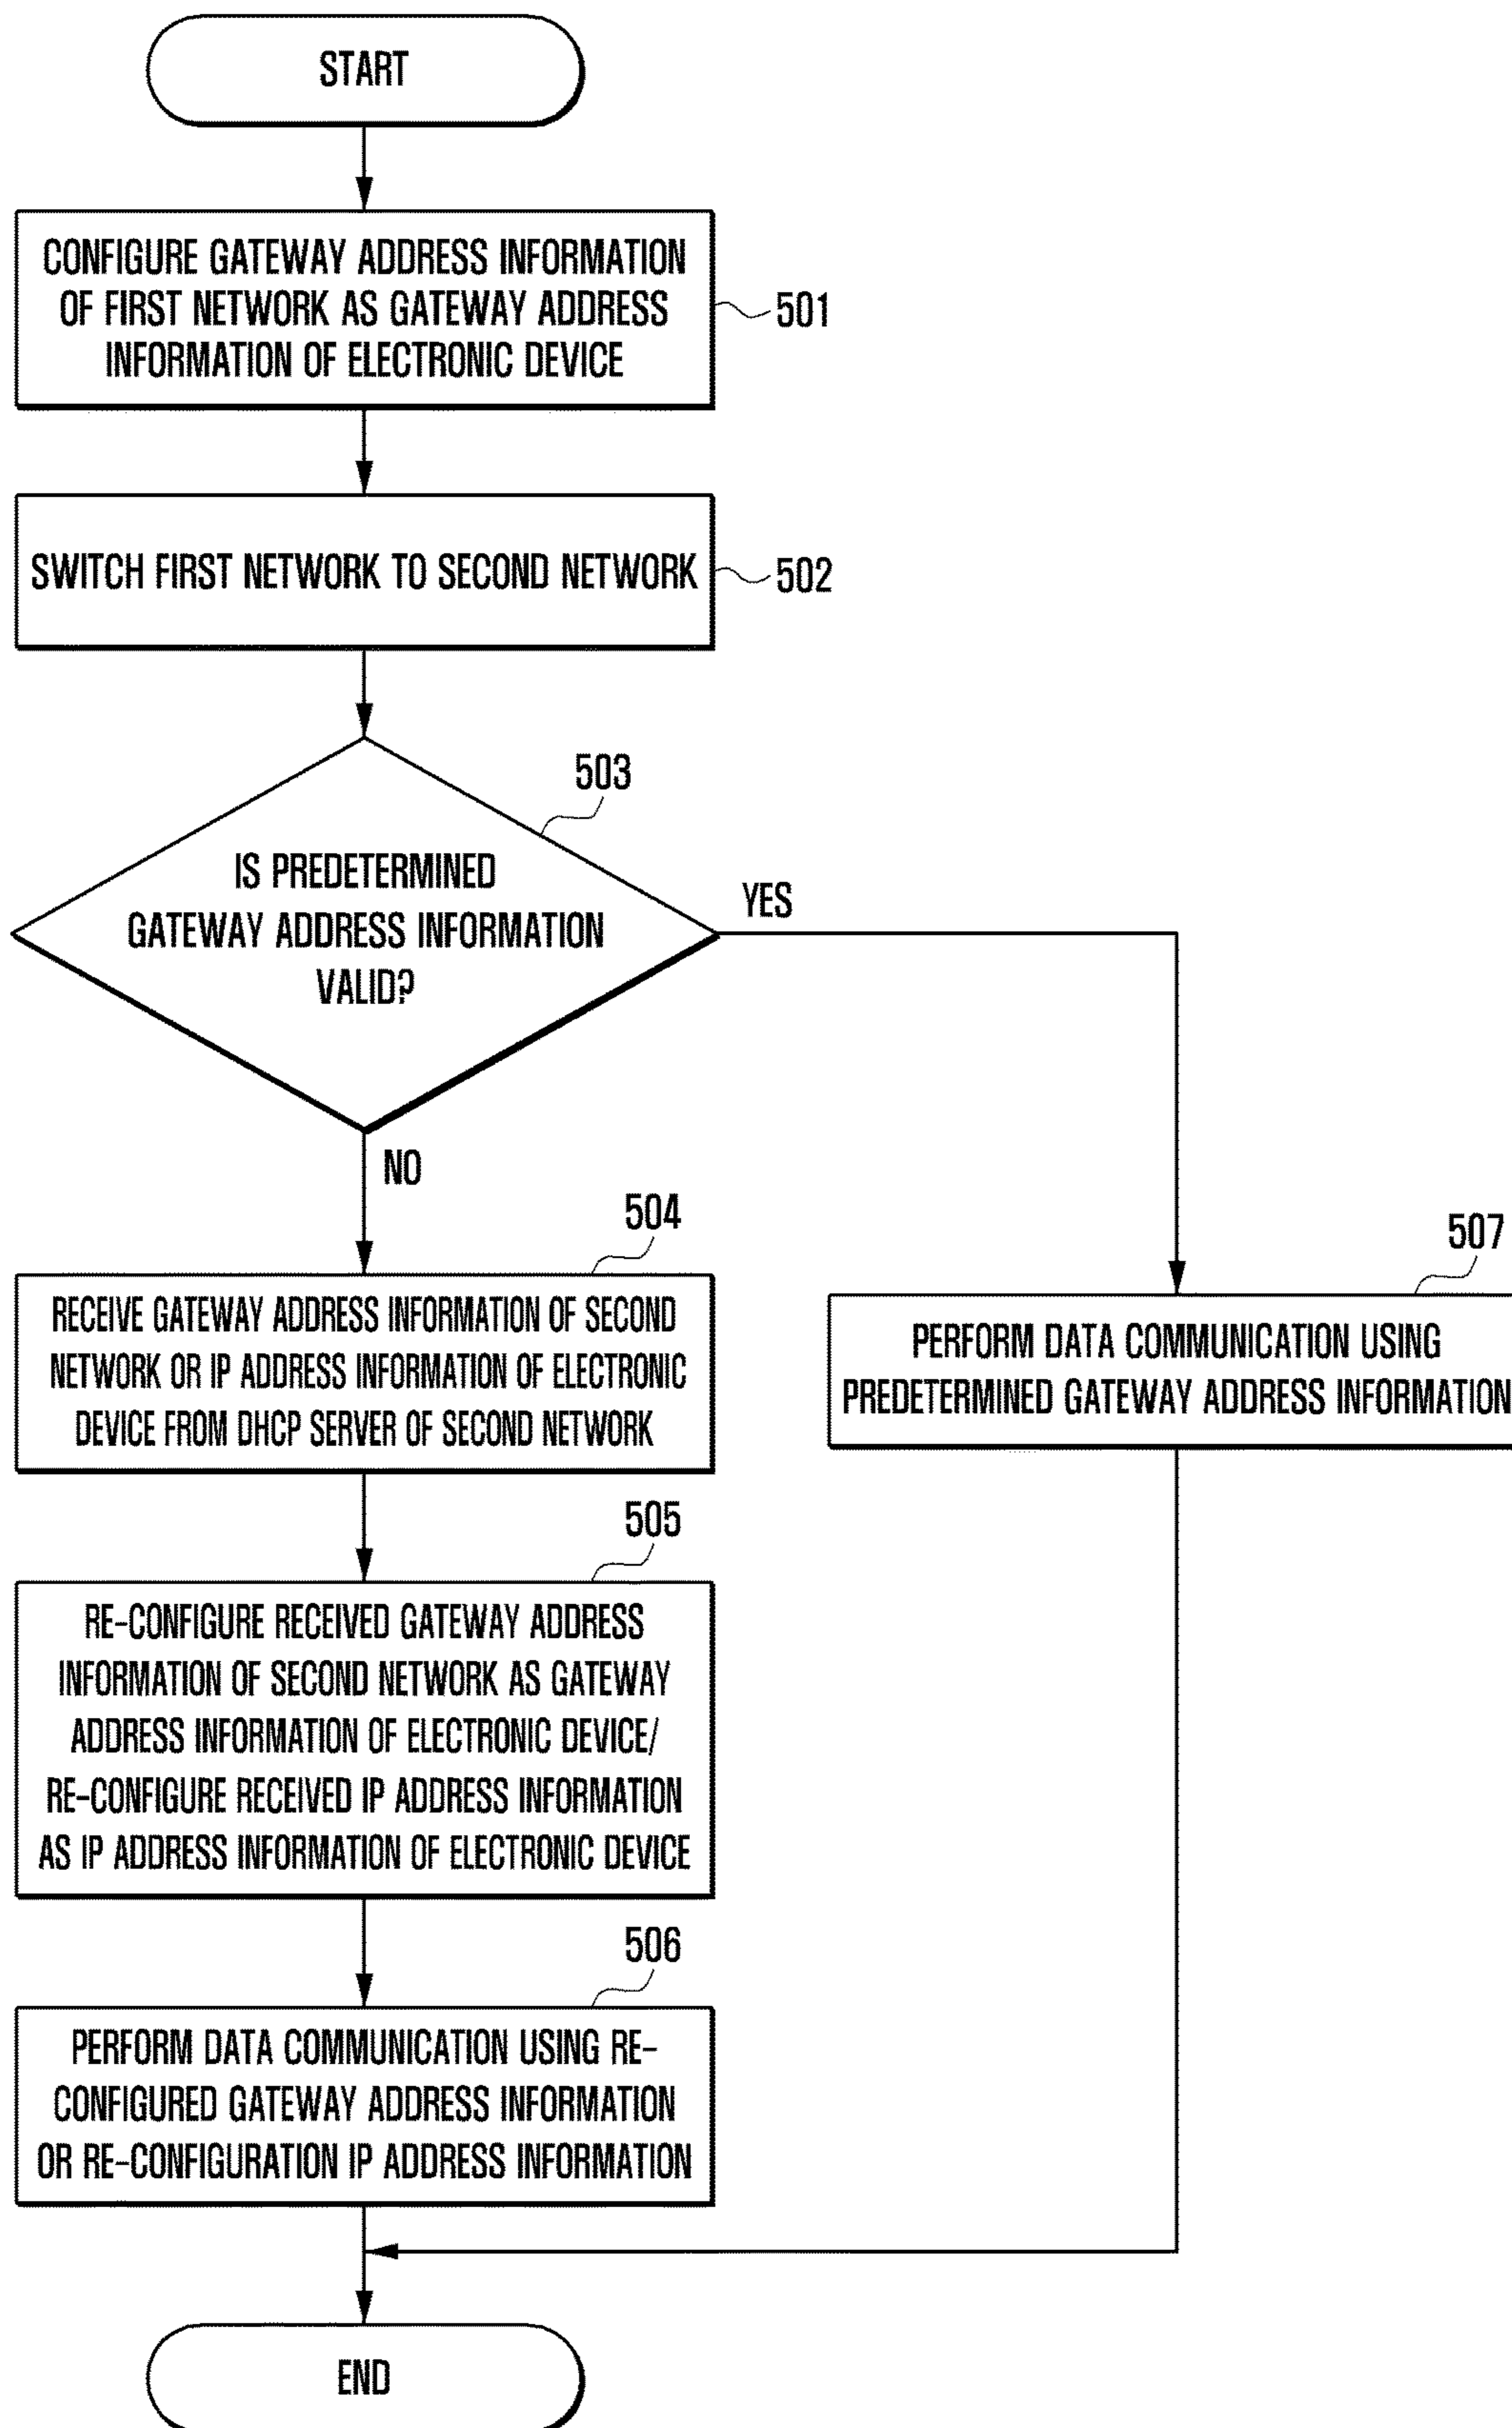 START
CONFIGURE GATEWAY ADDRESS INFORMATION
OF FIRST NETWORK AS GATEWAY ADDRESS
INFORMATION OF ELECTRONIC DEVICE
501
SWITCH FIRST NETWORK TO SECOND NETWORK
502
503
IS PREDETERMINED
GATEWAY ADDRESS INFORMATION
VALID?
YES
NO
504
RECEIVE GATEWAY ADDRESS INFORMATION OF SECOND
NETWORK OR IP ADDRESS INFORMATION OF ELECTRONIC
DEVICE FROM DHCP SERVER OF SECOND NETWORK
507
PERFORM DATA COMMUNICATION USING
PREDETERMINED GATEWAY ADDRESS INFORMATION
505
RE-CONFIGURE RECEIVED GATEWAY ADDRESS
INFORMATION OF SECOND NETWORK AS GATEWAY
ADDRESS INFORMATION OF ELECTRONIC DEVICE/
RE-CONFIGURE RECEIVED IP ADDRESS INFORMATION
AS IP ADDRESS INFORMATION OF ELECTRONIC DEVICE
506
PERFORM DATA COMMUNICATION USING RE-
CONFIGURED GATEWAY ADDRESS INFORMATION
OR RE-CONFIGURATION IP ADDRESS INFORMATION
END